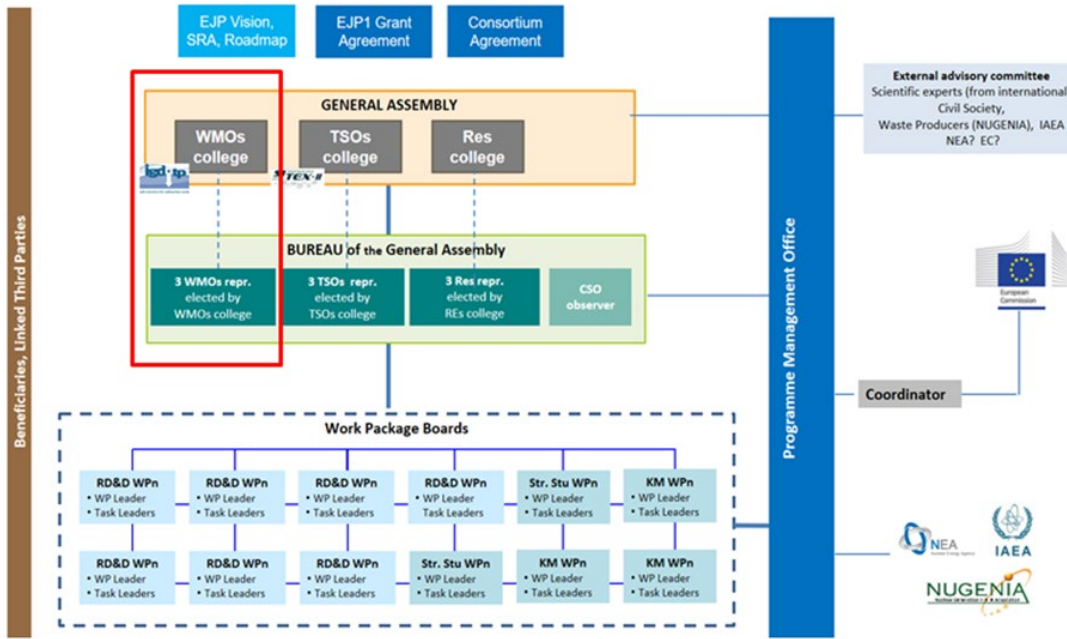 EJP Vision,
SRA, Roadmap
EJP1 Grant
Agreement
Consortium
Agreement
Beneficiaries, Linked Third Parties
GENERAL ASSEMBLY
WMOs
college
TSOs
college
Res
college
igd-tp
TEX-II
BUREAU of the General Assembly
3 WMOs repr.
elected by
WMOs college
3 TSOs repr.
elected by
TSOs college
3 Res repr.
elected by
REs college
CSO
observer
Work Package Boards
RD&D WPn
• WP Leader
• Task Leaders
RD&D WPn
• WP Leader
• Task Leaders
RD&D WPn
• WP Leader
• Task Leaders
RD&D WPn
• WP Leader
Task Leaders
Str. Stu WPn
• WP Leader
• Task Leaders
KM WPn
• WP Leader
• Task Leaders
RD&D WPn
• WP Leader
• Task Leaders
RD&D WPn
• WP Leader
• Task Leaders
RD&D WPn
• WP Leader
• Task Leaders
Str. Stu WPn
• WP Leader
• Task Leaders
KM WPn
• WP Leader
• Task Leaders
KM WPn
• WP Leader
• Task Leaders
Programme Management Office
External advisory committee
Scientific experts (from international
Civil Society,
Waste Producers (NUGENIA), IAEA
NEA? EC?
European
Commission
Coordinator
NEA
Nuclear Energy Agency
IAEA
NUGENIA